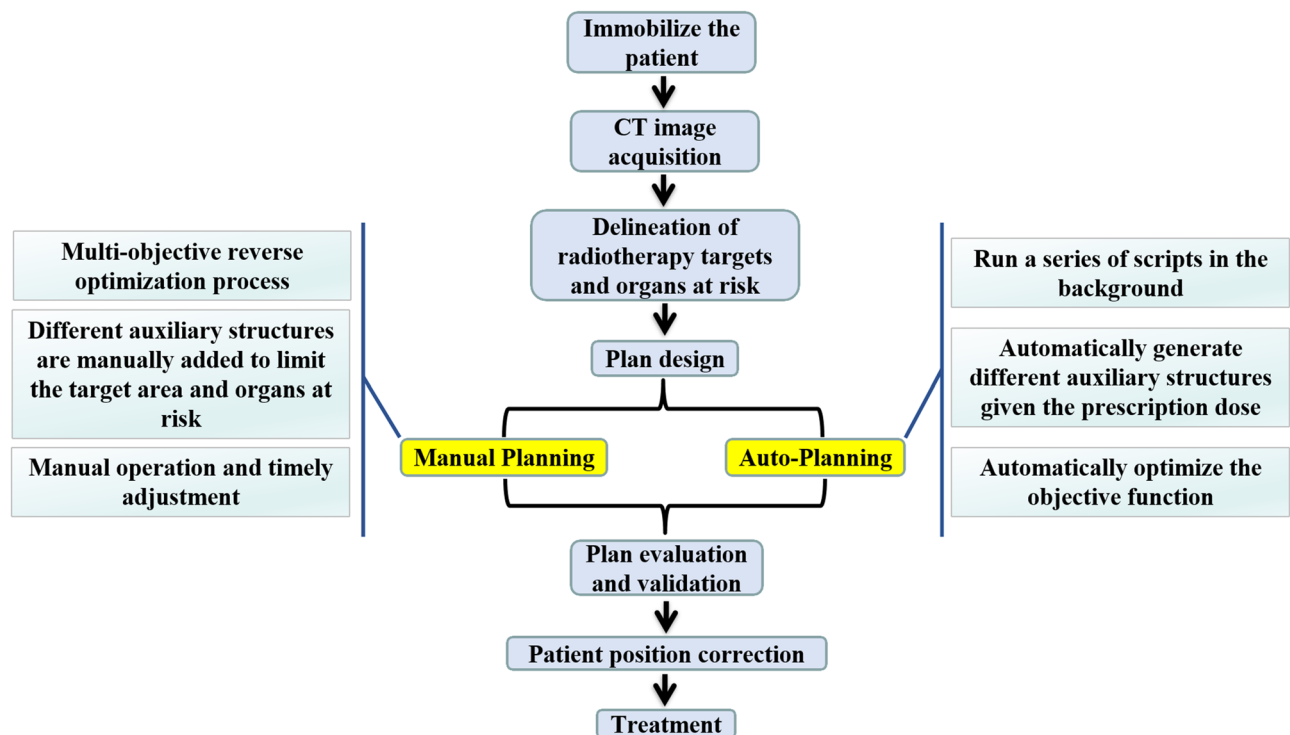 Immobilize the
patient
CT image
acquisition
Delineation of
radiotherapy targets
and organs at risk
Plan design
Multi-objective reverse
optimization process
Different auxiliary structures
are manually added to limit
the target area and organs at
risk
Manual operation and timely
adjustment
Manual Planning
Auto-Planning
Run a series of scripts in the
background
Automatically generate
different auxiliary structures
given the prescription dose
Automatically optimize the
objective function
Plan evaluation
and validation
Patient position correction
Treatment